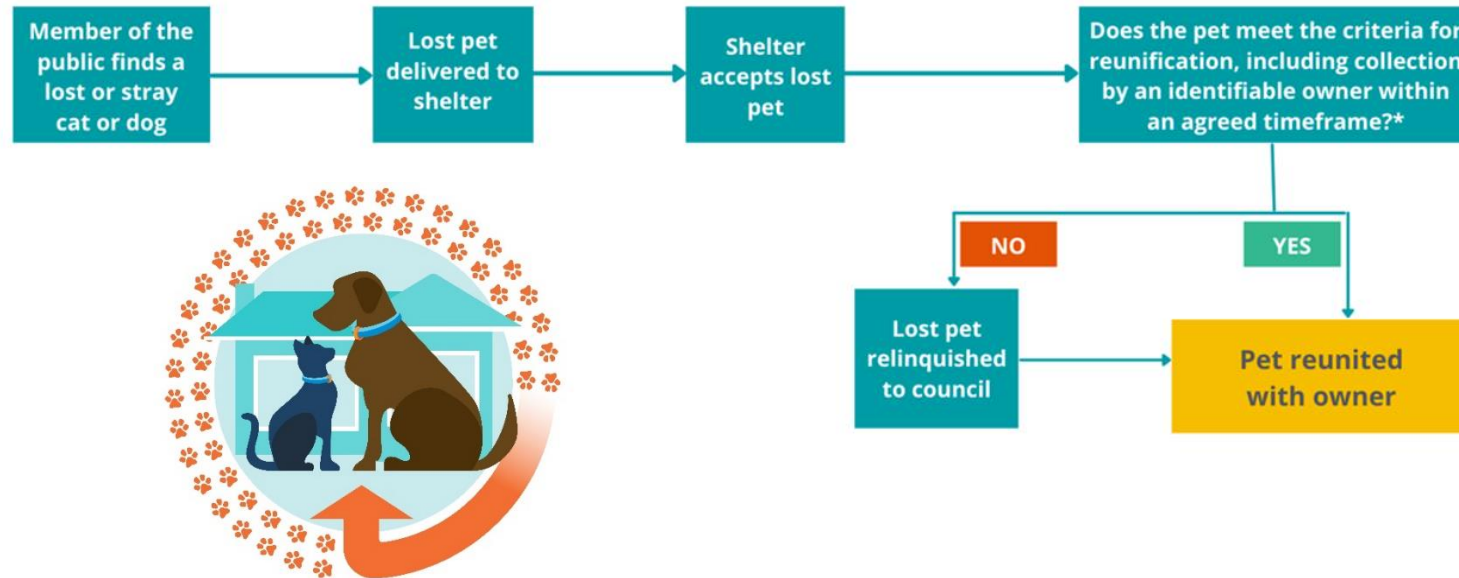 Member of the
public finds a
lost or stray
cat or dog
Lost pet
delivered to
shelter
Shelter
accepts lost
pet
Does the pet meet the criteria for
reunification, including collection
by an identifiable owner within
an agreed timeframe?*
NO
YES
Lost pet
relinquished
to council
Pet reunited
with owner